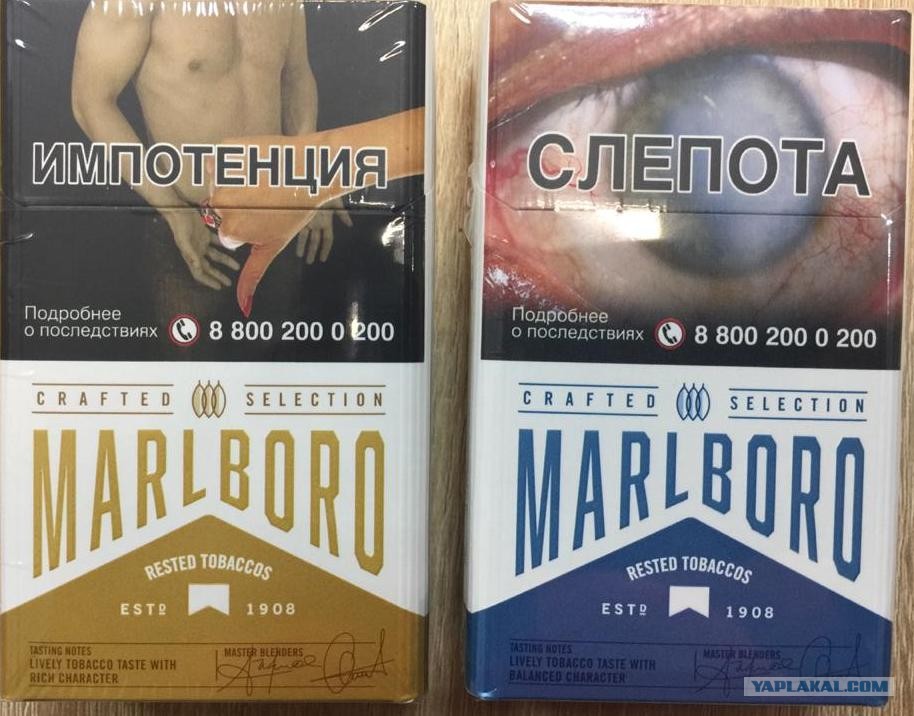 ИМПОТЕНЦИЯ
Подробнее
о последствиях 8 800 200 0 200
CRAFTED SELECTION
MARLBORO
RESTED TOBACCOS
ESTD 1908
TASTING NOTES
LIVELY TOBACCO TASTE WITH
RICH CHARACTER
MASTER BLENDERS
СЛЕПОТА
Подробнее
о последствиях 8 800 200 0 200
CRAFTED SELECTION
MARLBORO
RESTED TOBACCOS
ESTD 1908
TASTING NOTES
LIVELY TOBACCO TASTE WITH
BALANCED CHARACTER
MASTER BLENDERS
YAPLAKAL.COM